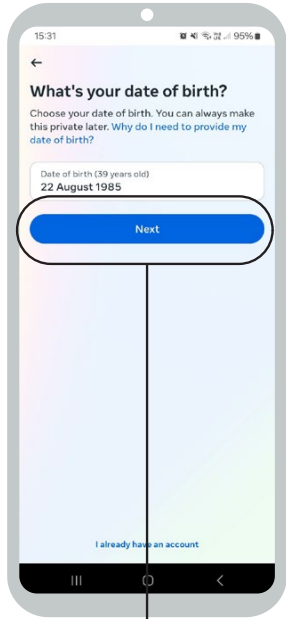 15:31
95%
What's your date of birth?
Choose your date of birth. You can always make
this private later. Why do I need to provide my
date of birth?
Date of birth (39 years old)
22 August 1985
Next
I already have an account